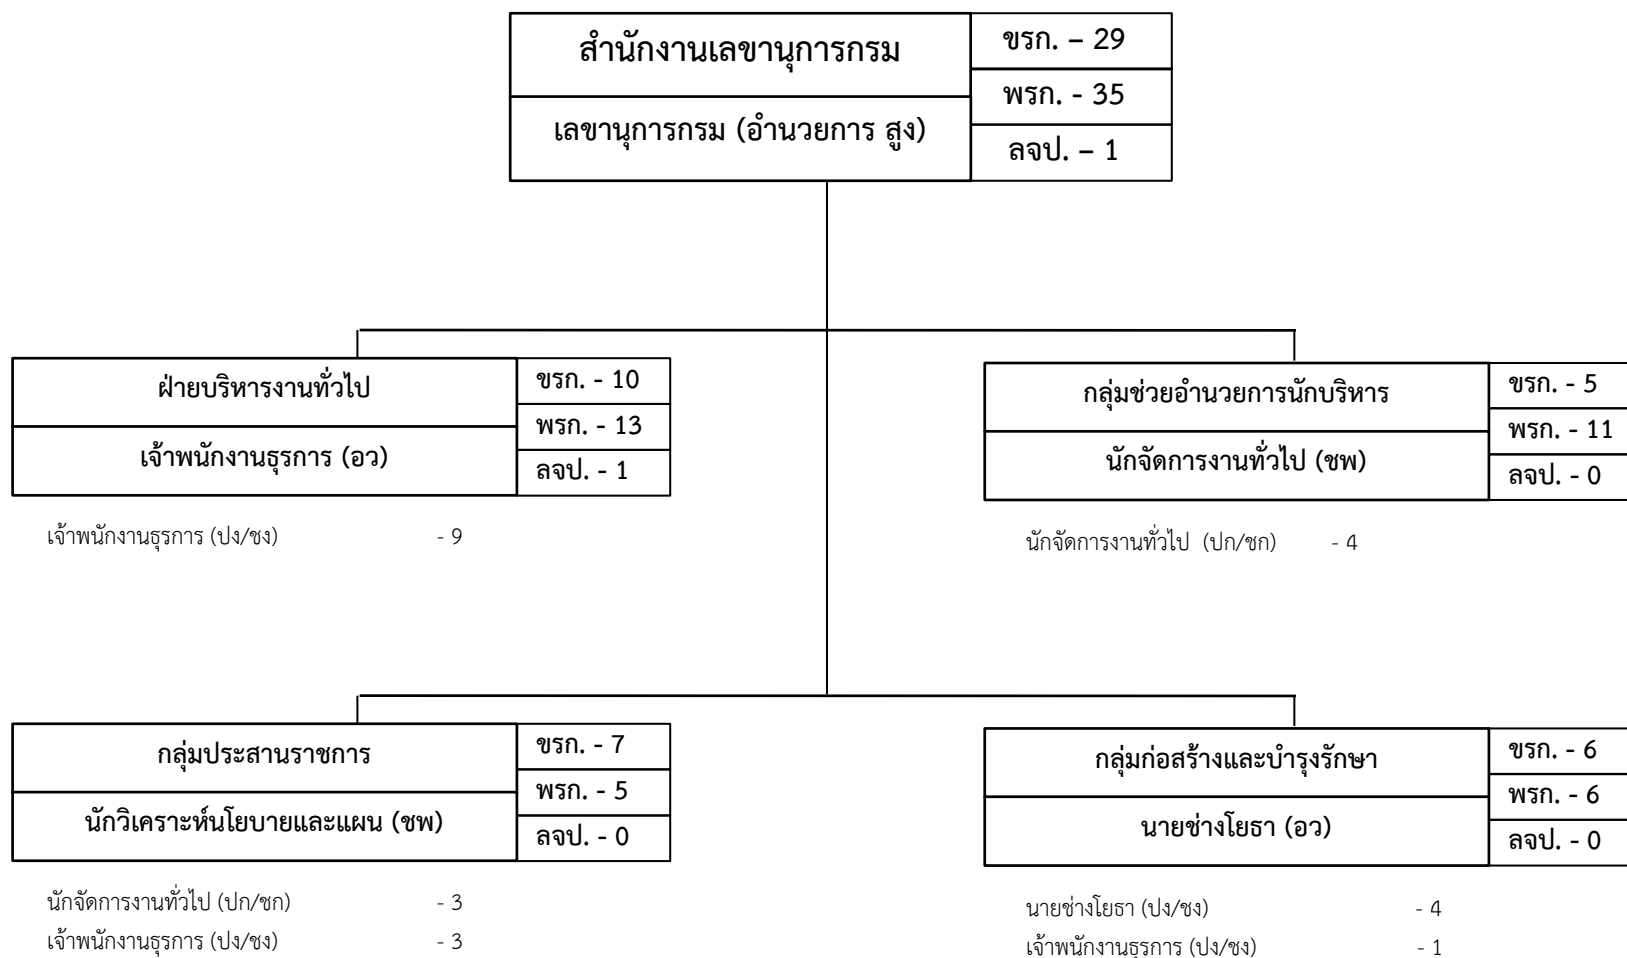 สำนักงานเลขานุการกรม
ขรก. – 29
พรก. - 35
เลขานุการกรม (อำนวยการ สูง)
ลจป. – 1
ฝ่ายบริหารงานทั่วไป
ขรก. - 10
พรก. - 13
เจ้าพนักงานธุรการ (อว)
ลจป. - 1
เจ้าพนักงานธุรการ (ปง/ชง) - 9
กลุ่มช่วยอำนวยการนักบริหาร
ขรก. - 5
พรก. - 11
นักจัดการงานทั่วไป (ชพ)
ลจป. - 0
นักจัดการงานทั่วไป (ปก/ชก) - 4
กลุ่มประสานราชการ
ขรก. - 7
พรก. - 5
นักวิเคราะห์นโยบายและแผน (ชพ)
ลจป. - 0
นักจัดการงานทั่วไป (ปก/ชก) - 3
เจ้าพนักงานธุรการ (ปง/ชง) - 3
กลุ่มก่อสร้างและบำรุงรักษา
ขรก. - 6
พรก. - 6
นายช่างโยธา (อว)
ลจป. - 0
นายช่างโยธา (ปง/ชง) - 4
เจ้าพนักงานธุรการ (ปง/ชง) - 1